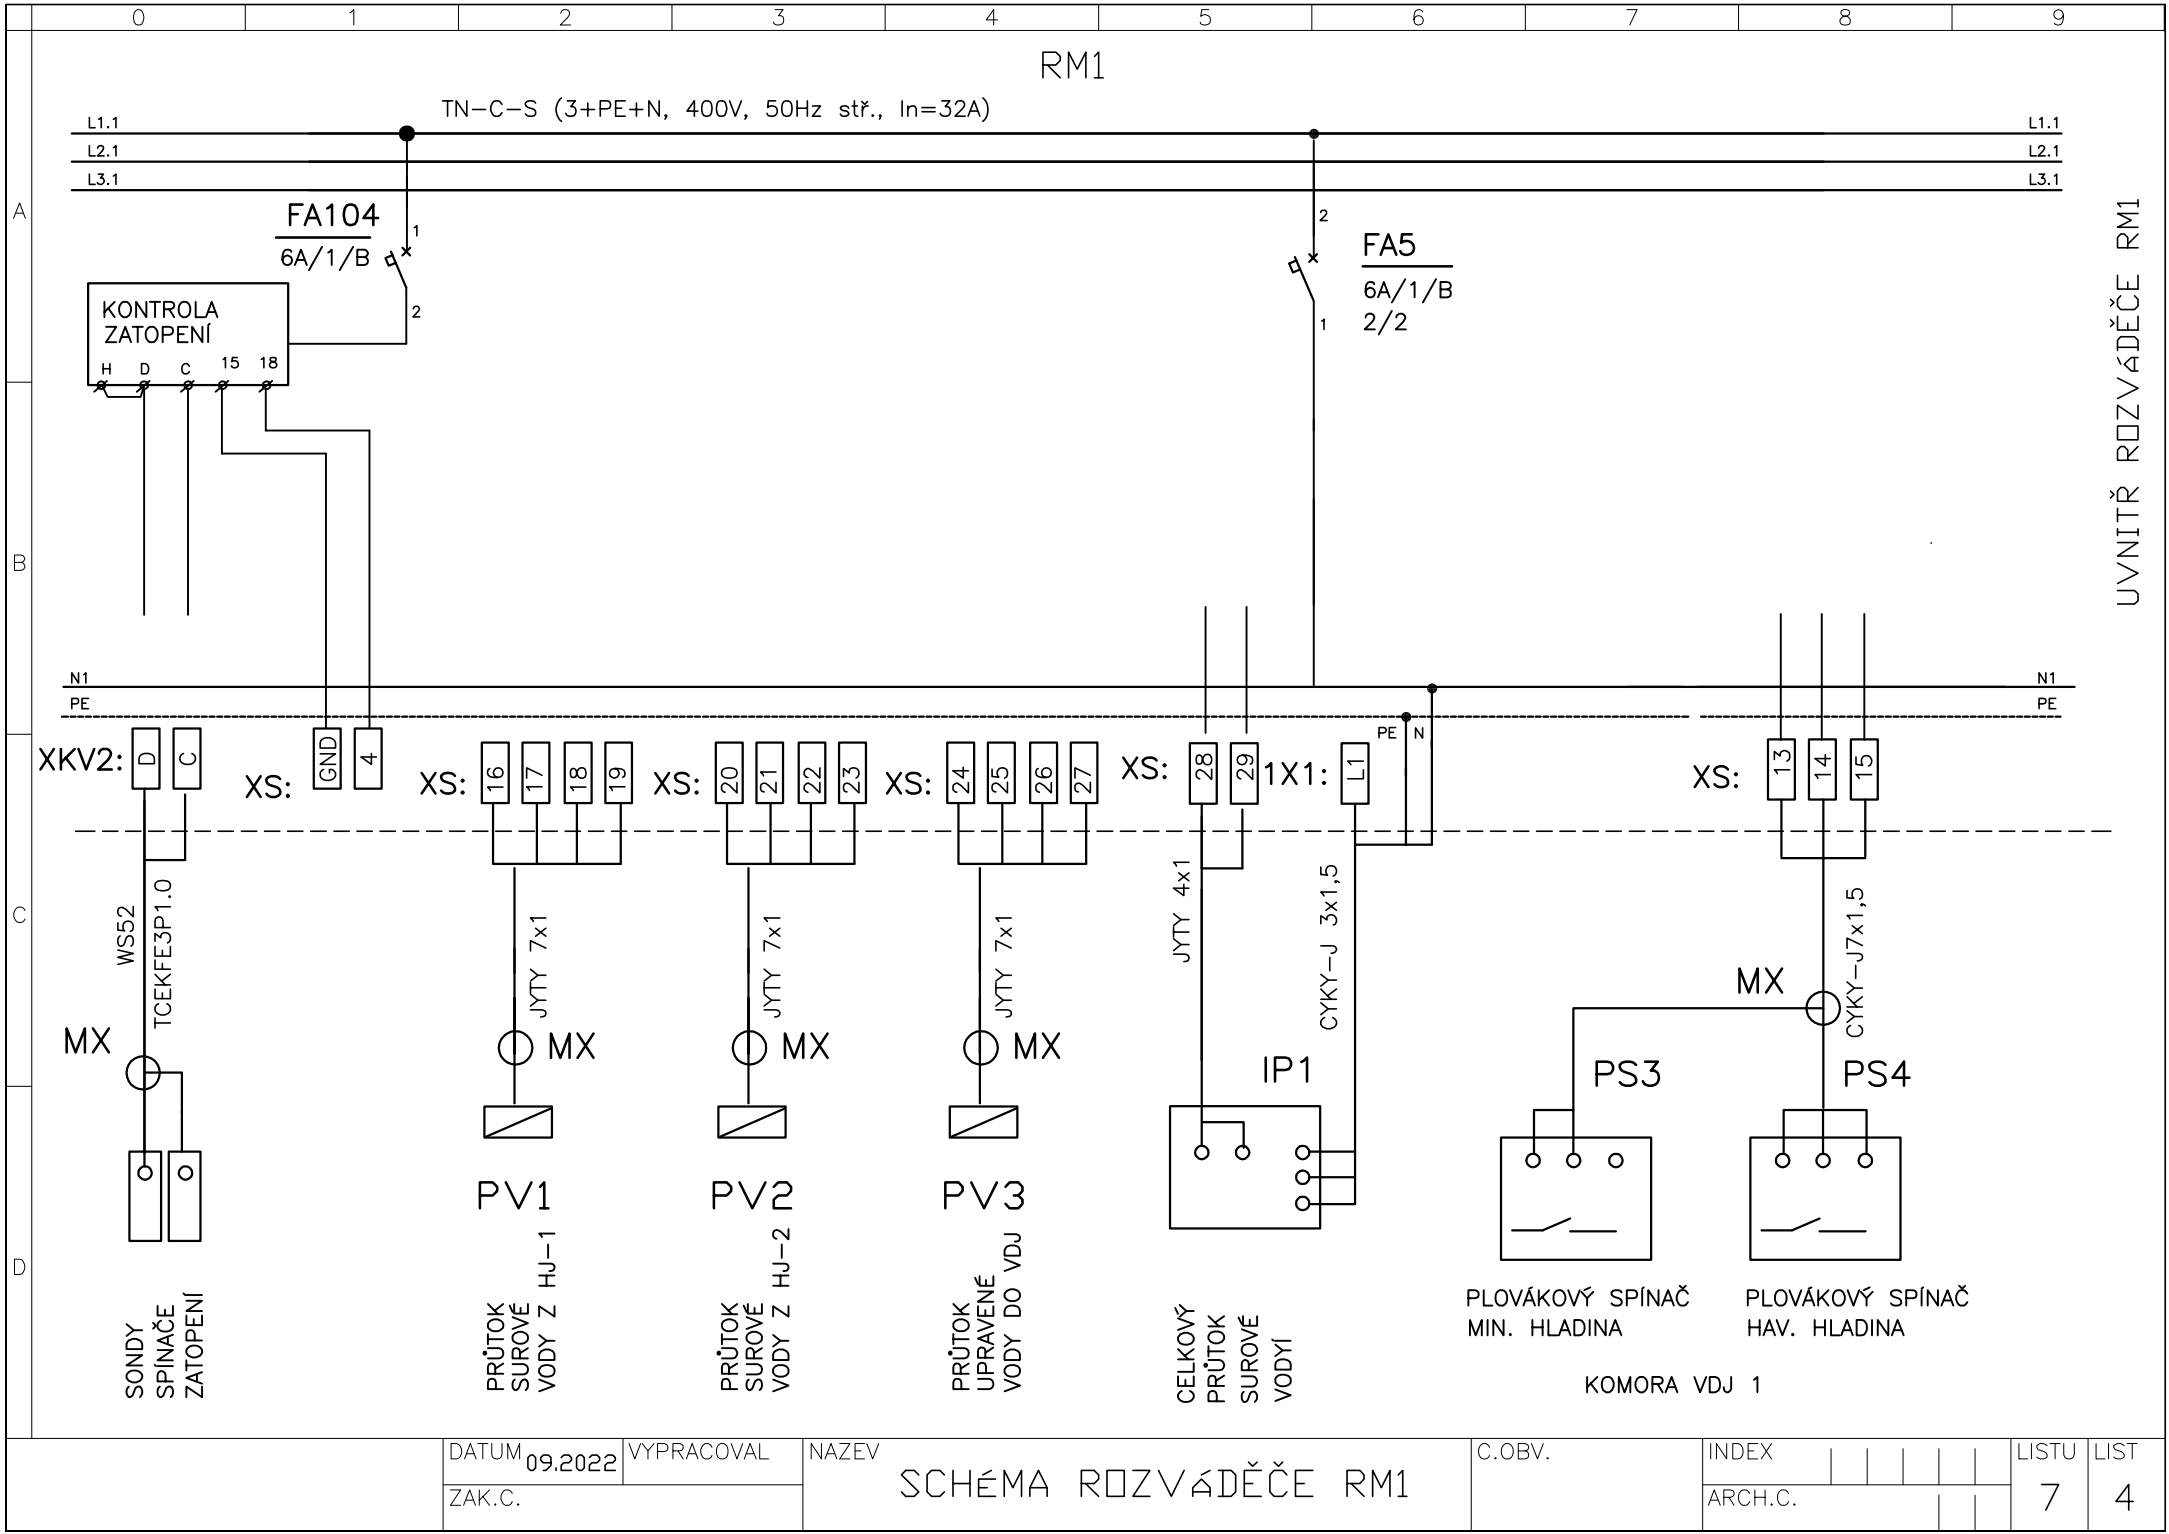 0 1 2 3 4 5 6 7 8 9
RM1
TN-C-S (3+PE+N, 400V, 50Hz stř., In=32A)
L1.1 L1.1
L2.1 L2.1
L3.1 L3.1
A
B
C
D
UVNITŘ ROZVÁDĚČE RM1
FA104
6A/1/B
1
2
2
1
FA5
6A/1/B
2/2
KONTROLA
ZATOPENÍ
H D C 15 18
N1 N1
PE PE
PE N
XKV2: D C
XS: GND 4
XS: 16 17 18 19
XS: 20 21 22 23
XS: 24 25 26 27
XS: 28 29
1X1: L1
XS: 13 14 15
WS52
TCEKFE3P1.0
JYTY 7x1
JYTY 7x1
JYTY 7x1
JYTY 4x1
CYKY-J 3x1,5
CYKY-J7x1,5
MX
MX
MX
MX
MX
IP1
PS3
PS4
PV1
PV2
PV3
SONDY
SPÍNAČE
ZATOPENÍ
PRŮTOK
SUROVÉ
VODY Z HJ-1
PRŮTOK
SUROVÉ
VODY Z HJ-2
PRŮTOK
UPRAVENÉ
VODY DO VDJ
CELKOVÝ
PRŮTOK
SUROVÉ
VODYÍ
PLOVÁKOVÝ SPÍNAČ
MIN. HLADINA
PLOVÁKOVÝ SPÍNAČ
HAV. HLADINA
KOMORA VDJ 1
DATUM 09.2022
VYPRACOVAL
ZAK.C.
NAZEV
SCHÉMA ROZVÁDĚČE RM1
C.OBV.
INDEX
ARCH.C.
LISTU
7
LIST
4